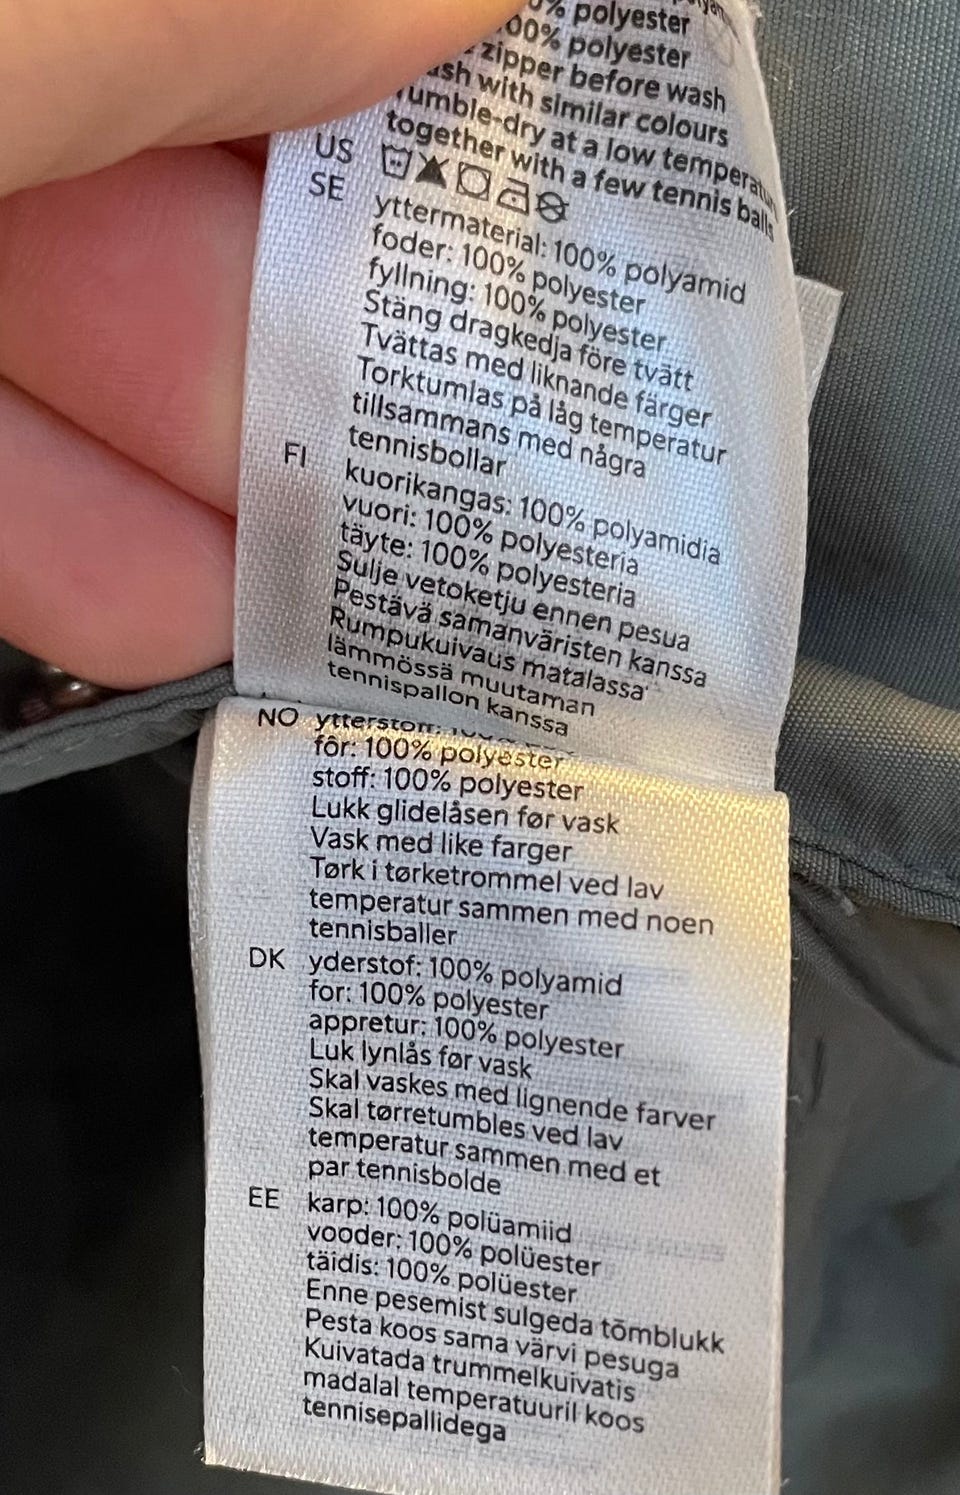 polyester
100% polyester
zipper before wash
with similar colours
Tumble-dry at a low temperature
together with a few tennis balls
US
SE yttermaterial: 100% polyamid
foder: 100% polyester
fyllning: 100% polyester
Stäng dragkedja före tvätt
Tvättas med liknande färger
Torktumlas på låg temperatur
tillsammans med några
tennisbollar
FI kuorikangas: 100% polyamidia
vuori: 100% polyesteria
täyte: 100% polyesteria
Sulje vetoketju ennen pesua
Pestävä samanväristen kanssa
Rumpukuivaus matalassa
lämmössä muutaman
tennispallon kanssa
NO ytterstoff:
fôr: 100% polyester
stoff: 100% polyester
Lukk glidelåsen før vask
Vask med like farger
Tørk i tørketrommel ved lav
temperatur sammen med noen
tennisballer
DK yderstof: 100% polyamid
for: 100% polyester
appretur: 100% polyester
Luk lynlås før vask
Skal vaskes med lignende farver
Skal tørretumbles ved lav
temperatur sammen med et
par tennisbolde
EE karp: 100% polüamiid
vooder: 100% polüester
täidis: 100% polüester
Enne pesemist sulgeda tõmblukk
Pesta koos sama värvi pesuga
Kuivatada trummelkuivatis
madalal temperatuuril koos
tennisepallidega